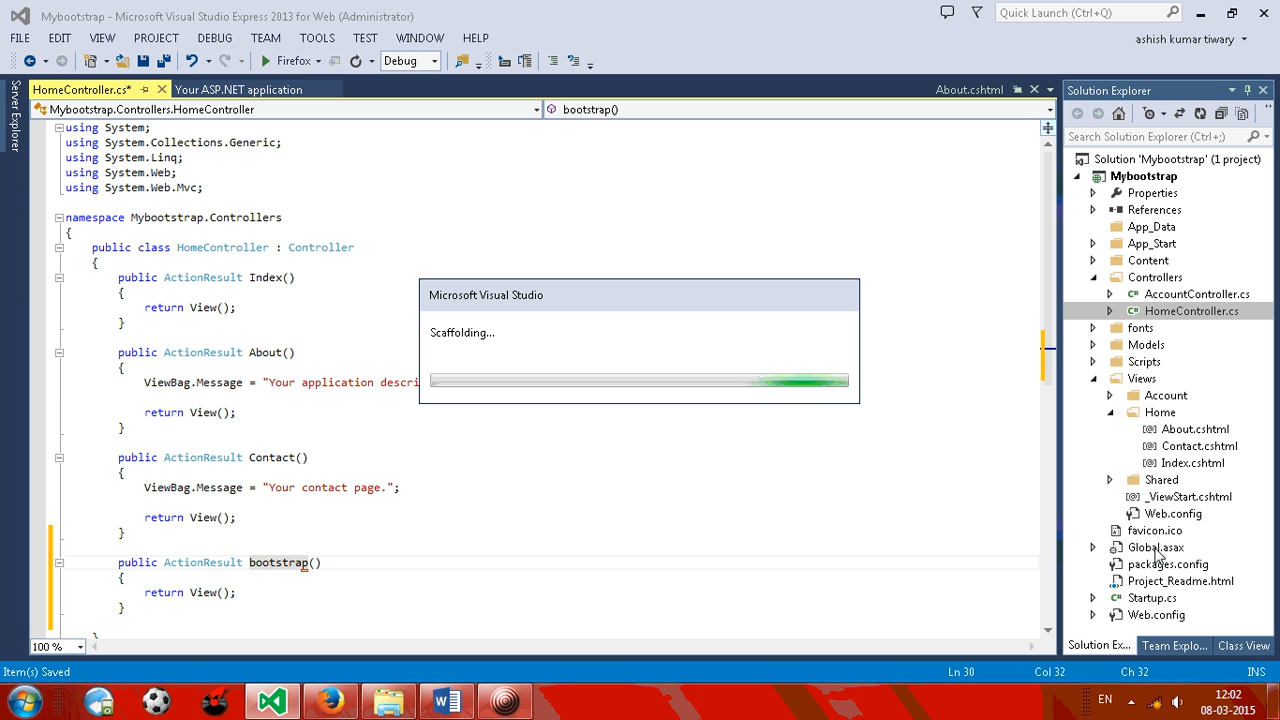 Mybootstrap - Microsoft Visual Studio Express 2013 for Web (Administrator)
Quick Launch (Ctrl+Q)
FILE EDIT VIEW PROJECT DEBUG TEAM TOOLS TEST WINDOW HELP
ashish kumar tiwary
Firefox
Debug
Server Explorer
HomeController.cs*
Your ASP.NET application
About.cshtml
Mybootstrap.Controllers.HomeController
bootstrap()
using System;
using System.Collections.Generic;
using System.Linq;
using System.Web;
using System.Web.Mvc;
namespace Mybootstrap.Controllers
{
public class HomeController : Controller
{
public ActionResult Index()
{
return View();
}
public ActionResult About()
{
ViewBag.Message = "Your application descri
return View();
}
public ActionResult Contact()
{
ViewBag.Message = "Your contact page.";
return View();
}
public ActionResult bootstrap()
{
return View();
}
}
100 %
Microsoft Visual Studio
Scaffolding...
Solution Explorer
Search Solution Explorer (Ctrl+;)
Solution 'Mybootstrap' (1 project)
Mybootstrap
Properties
References
App_Data
App_Start
Content
Controllers
AccountController.cs
HomeController.cs
fonts
Models
Scripts
Views
Account
Home
About.cshtml
Contact.cshtml
Index.cshtml
Shared
_ViewStart.cshtml
Web.config
favicon.ico
Global.asax
packages.config
Project_Readme.html
Startup.cs
Web.config
Solution Ex... Team Explo... Class View
Item(s) Saved
Ln 30
Col 32
Ch 32
INS
EN
12:02
08-03-2015